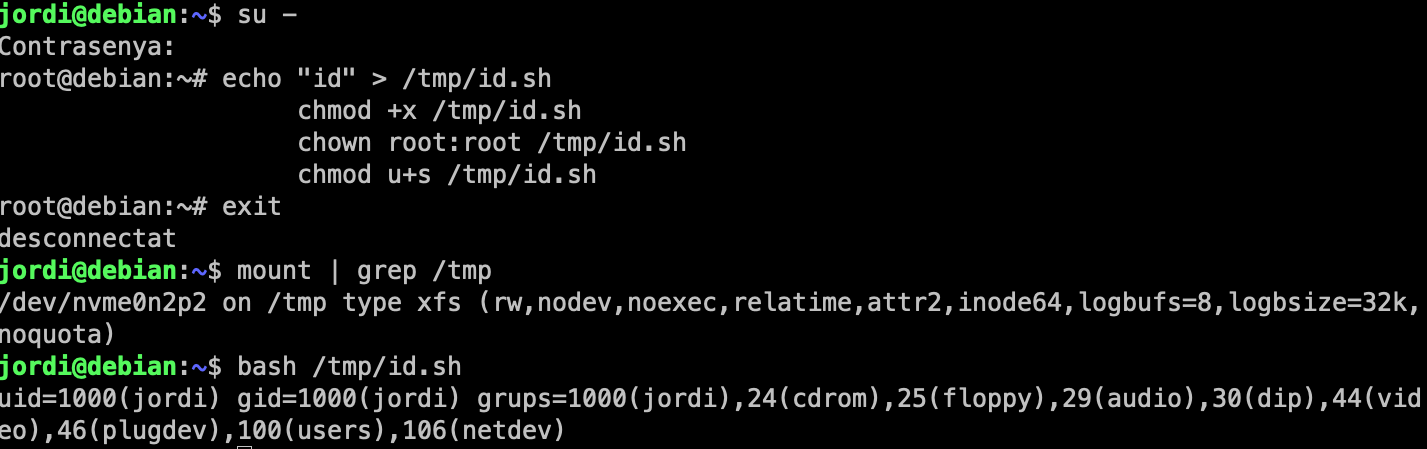 jordi@debian:~$ su -
Contrasenya:
root@debian:~# echo "id" > /tmp/id.sh
chmod +x /tmp/id.sh
chown root:root /tmp/id.sh
chmod u+s /tmp/id.sh
root@debian:~# exit
desconnectat
jordi@debian:~$ mount | grep /tmp
/dev/nvme0n2p2 on /tmp type xfs (rw,nodev,noexec,relatime,attr2,inode64,logbufs=8,logbsize=32k,
noquota)
jordi@debian:~$ bash /tmp/id.sh
uid=1000(jordi) gid=1000(jordi) grups=1000(jordi),24(cdrom),25(floppy),29(audio),30(dip),44(vid
eo),46(plugdev),100(users),106(netdev)